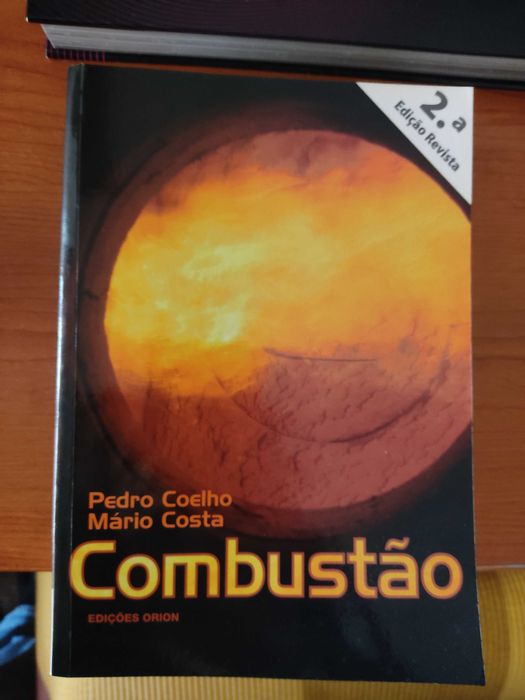 2.ª
Edição Revista
Pedro Coelho
Mário Costa
Combustão
EDIÇÕES ORION